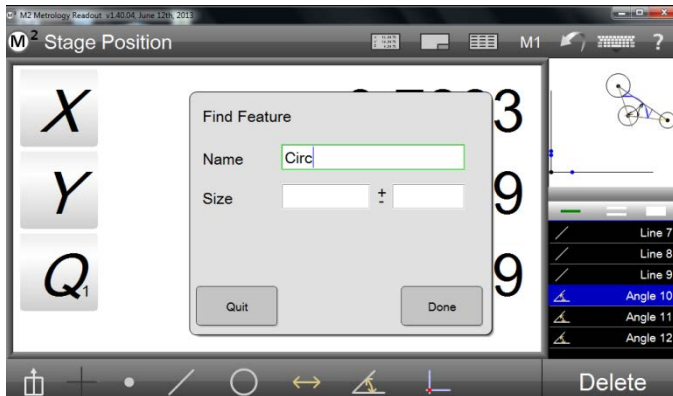 M2 Metrology Readout v1.40.04, June 12th, 2013
M2 Stage Position
M1
?
X
3
Find Feature
Name
Circ
Y
9
Size
±
Q1
9
Quit
Done
Line 7
Line 8
Line 9
Angle 10
Angle 11
Angle 12
Delete